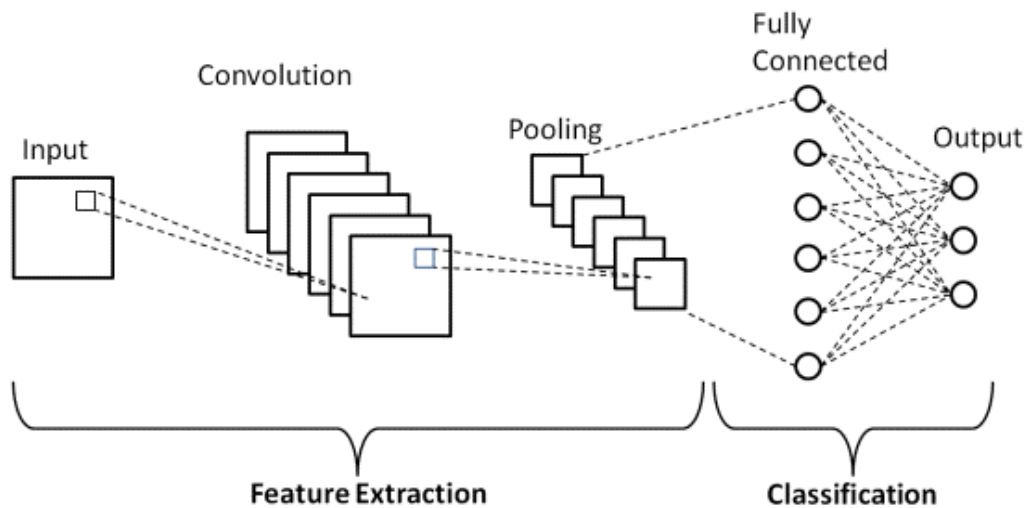 Input
Convolution
Pooling
Fully
Connected
Output
Feature Extraction
Classification